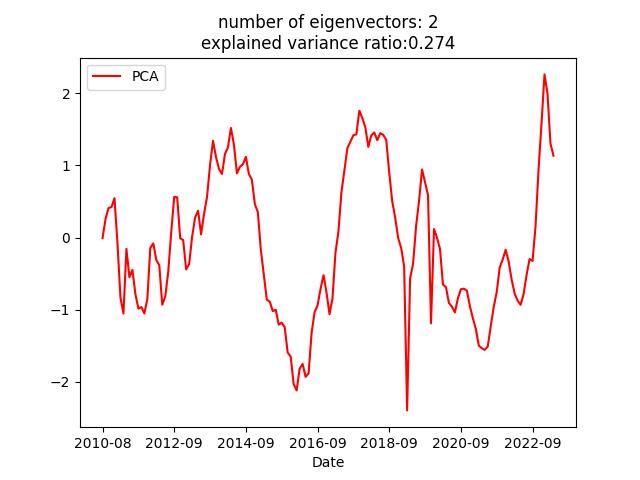 number of eigenvectors: 2
explained variance ratio:0.274
PCA
2
1
0
−1
−2
2010-08 2012-09 2014-09 2016-09 2018-09 2020-09 2022-09
Date